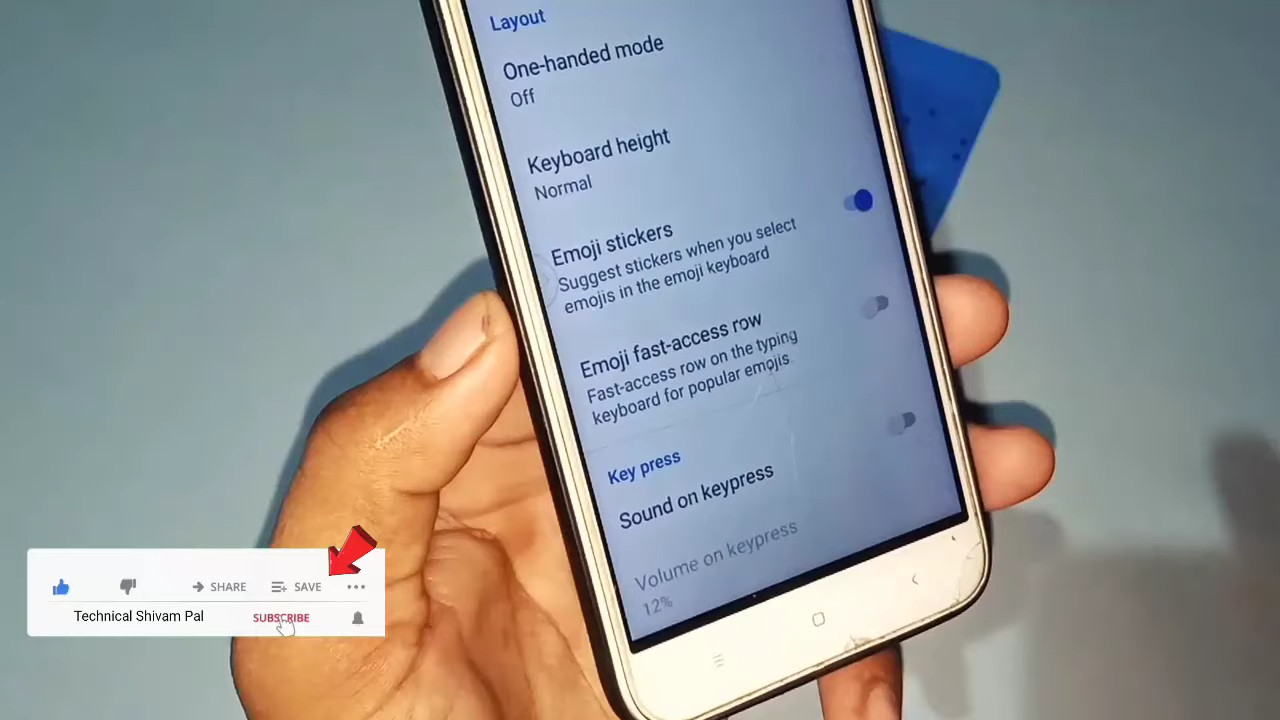 Layout
One-handed mode
Off
Keyboard height
Normal
Emoji stickers
Suggest stickers when you select
emojis in the emoji keyboard
Emoji fast-access row
Fast-access row on the typing
keyboard for popular emojis
Key press
Sound on keypress
Volume on keypress
12%
SHARE
SAVE
Technical Shivam Pal
SUBSCRIBE